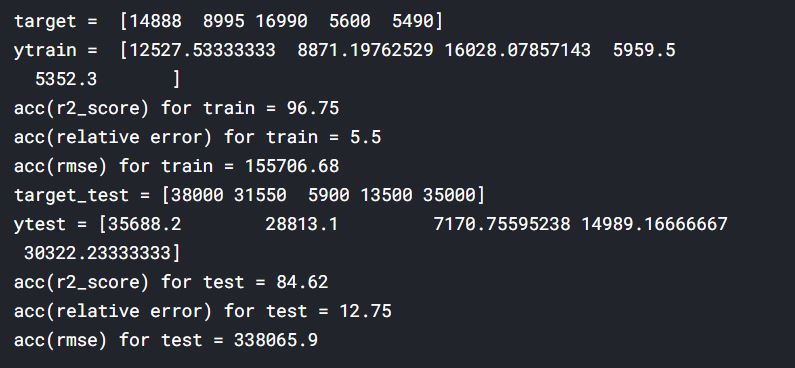 target =  [14888  8995 16990  5600  5490]
ytrain =  [12527.53333333  8871.19762529 16028.07857143  5959.5
  5352.3       ]
acc(r2_score) for train = 96.75
acc(relative error) for train = 5.5
acc(rmse) for train = 155706.68
target_test = [38000 31550  5900 13500 35000]
ytest = [35688.2        28813.1         7170.75595238 14989.16666667
 30322.23333333]
acc(r2_score) for test = 84.62
acc(relative error) for test = 12.75
acc(rmse) for test = 338065.9